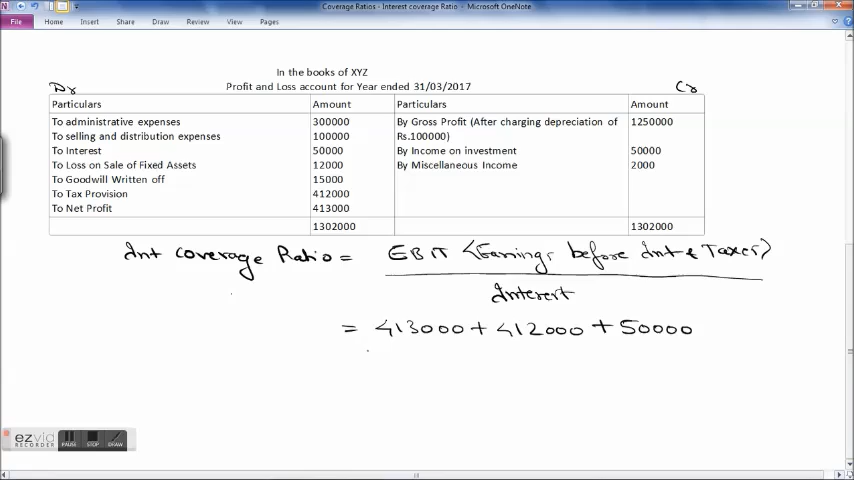 Coverage Ratios - Interest coverage Ratio - Microsoft OneNote
File Home Insert Share Draw Review View Pages
In the books of XYZ
Dr Profit and Loss account for Year ended 31/03/2017 Cr
Particulars Amount Particulars Amount
To administrative expenses 300000 By Gross Profit (After charging depreciation of 1250000
To selling and distribution expenses 100000 Rs.100000)
To Interest 50000 By Income on investment 50000
To Loss on Sale of Fixed Assets 12000 By Miscellaneous Income 2000
To Goodwill Written off 15000
To Tax Provision 412000
To Net Profit 413000
1302000 1302000
Int coverage Ratio = EBIT (Earnings before Int & Taxes)
Interest
= 413000 + 412000 + 50000
ezvid
RECORDER
PAUSE STOP DRAW